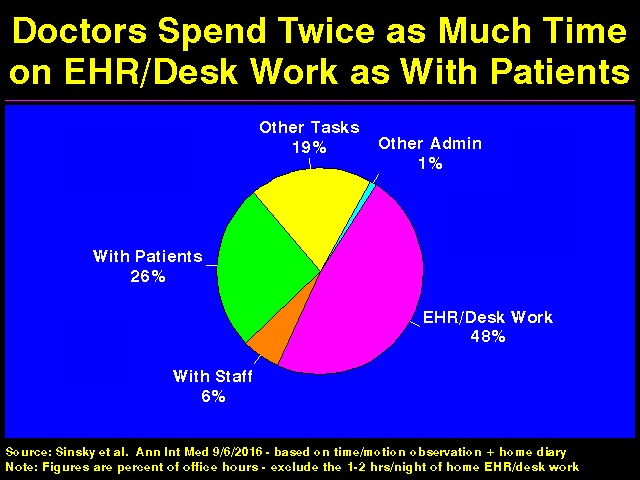 Doctors Spend Twice as Much Time
on EHR/Desk Work as With Patients
Other Tasks
19%
Other Admin
1%
With Patients
26%
EHR/Desk Work
48%
With Staff
6%
Source: Sinsky et al.  Ann Int Med 9/6/2016 - based on time/motion observation + home diary
Note: Figures are percent of office hours - exclude the 1-2 hrs/night of home EHR/desk work